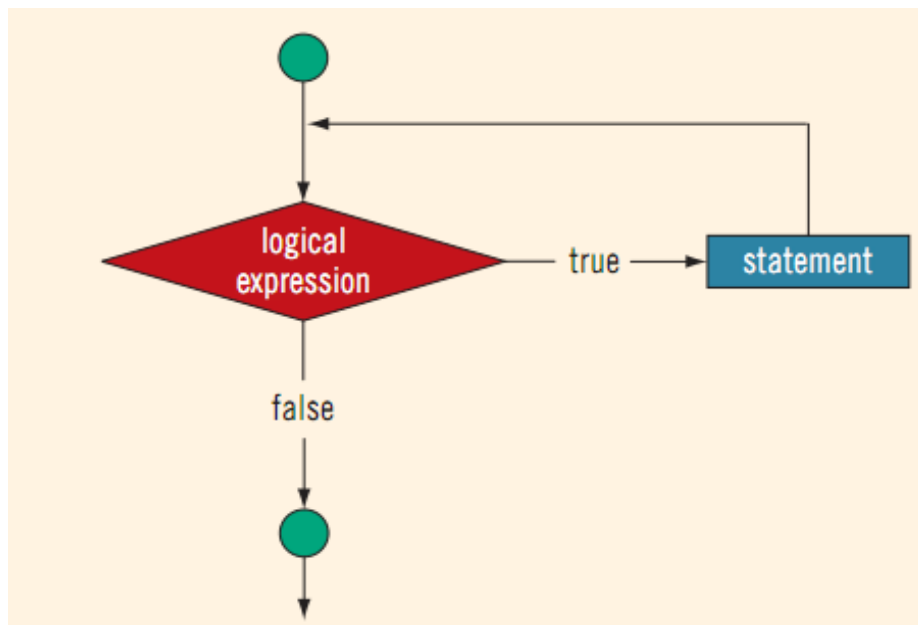 logical
expression
true
statement
false